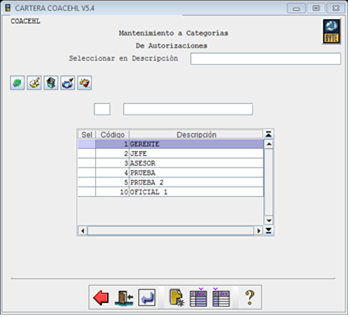 CARTERA COACEHL V5.4
COACEHL
Mantenimiento a Categorias
De Autorizaciones
Seleccionar en Descripción
Sel Código Descripción
1 GERENTE
2 JEFE
3 ASESOR
4 PRUEBA
5 PRUEBA 2
10 OFICIAL 1
?